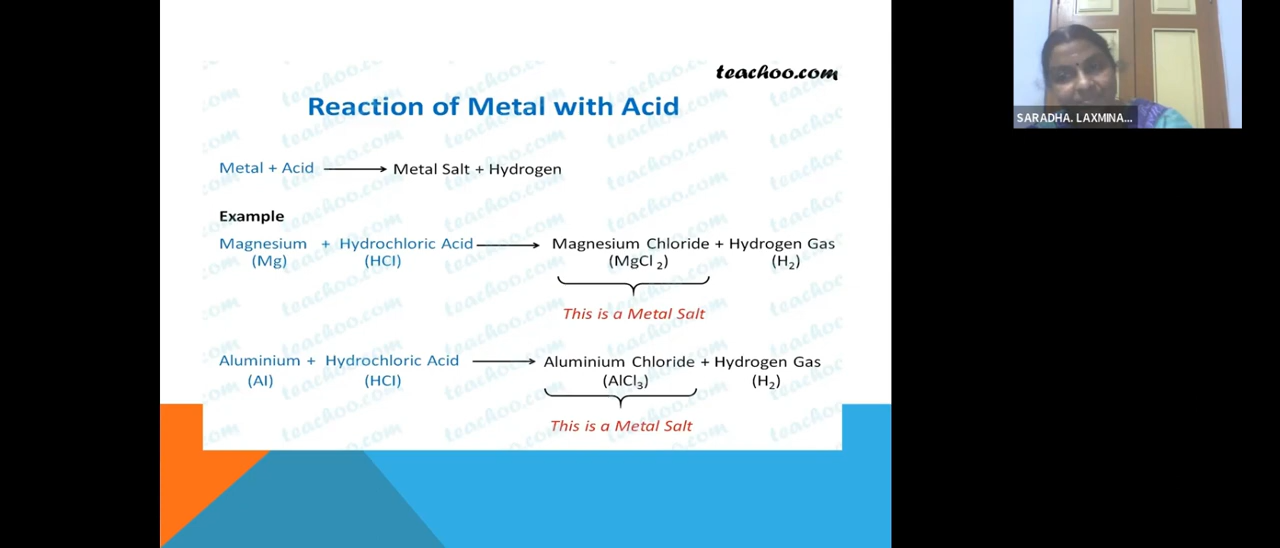 teachoo.com
Reaction of Metal with Acid
Metal + Acid → Metal Salt + Hydrogen
Example
Magnesium + Hydrochloric Acid → Magnesium Chloride + Hydrogen Gas
(Mg) (HCl) (MgCl₂) (H₂)
This is a Metal Salt
Aluminium + Hydrochloric Acid → Aluminium Chloride + Hydrogen Gas
(Al) (HCl) (AlCl₃) (H₂)
This is a Metal Salt
SARADHA. LAXMINA...